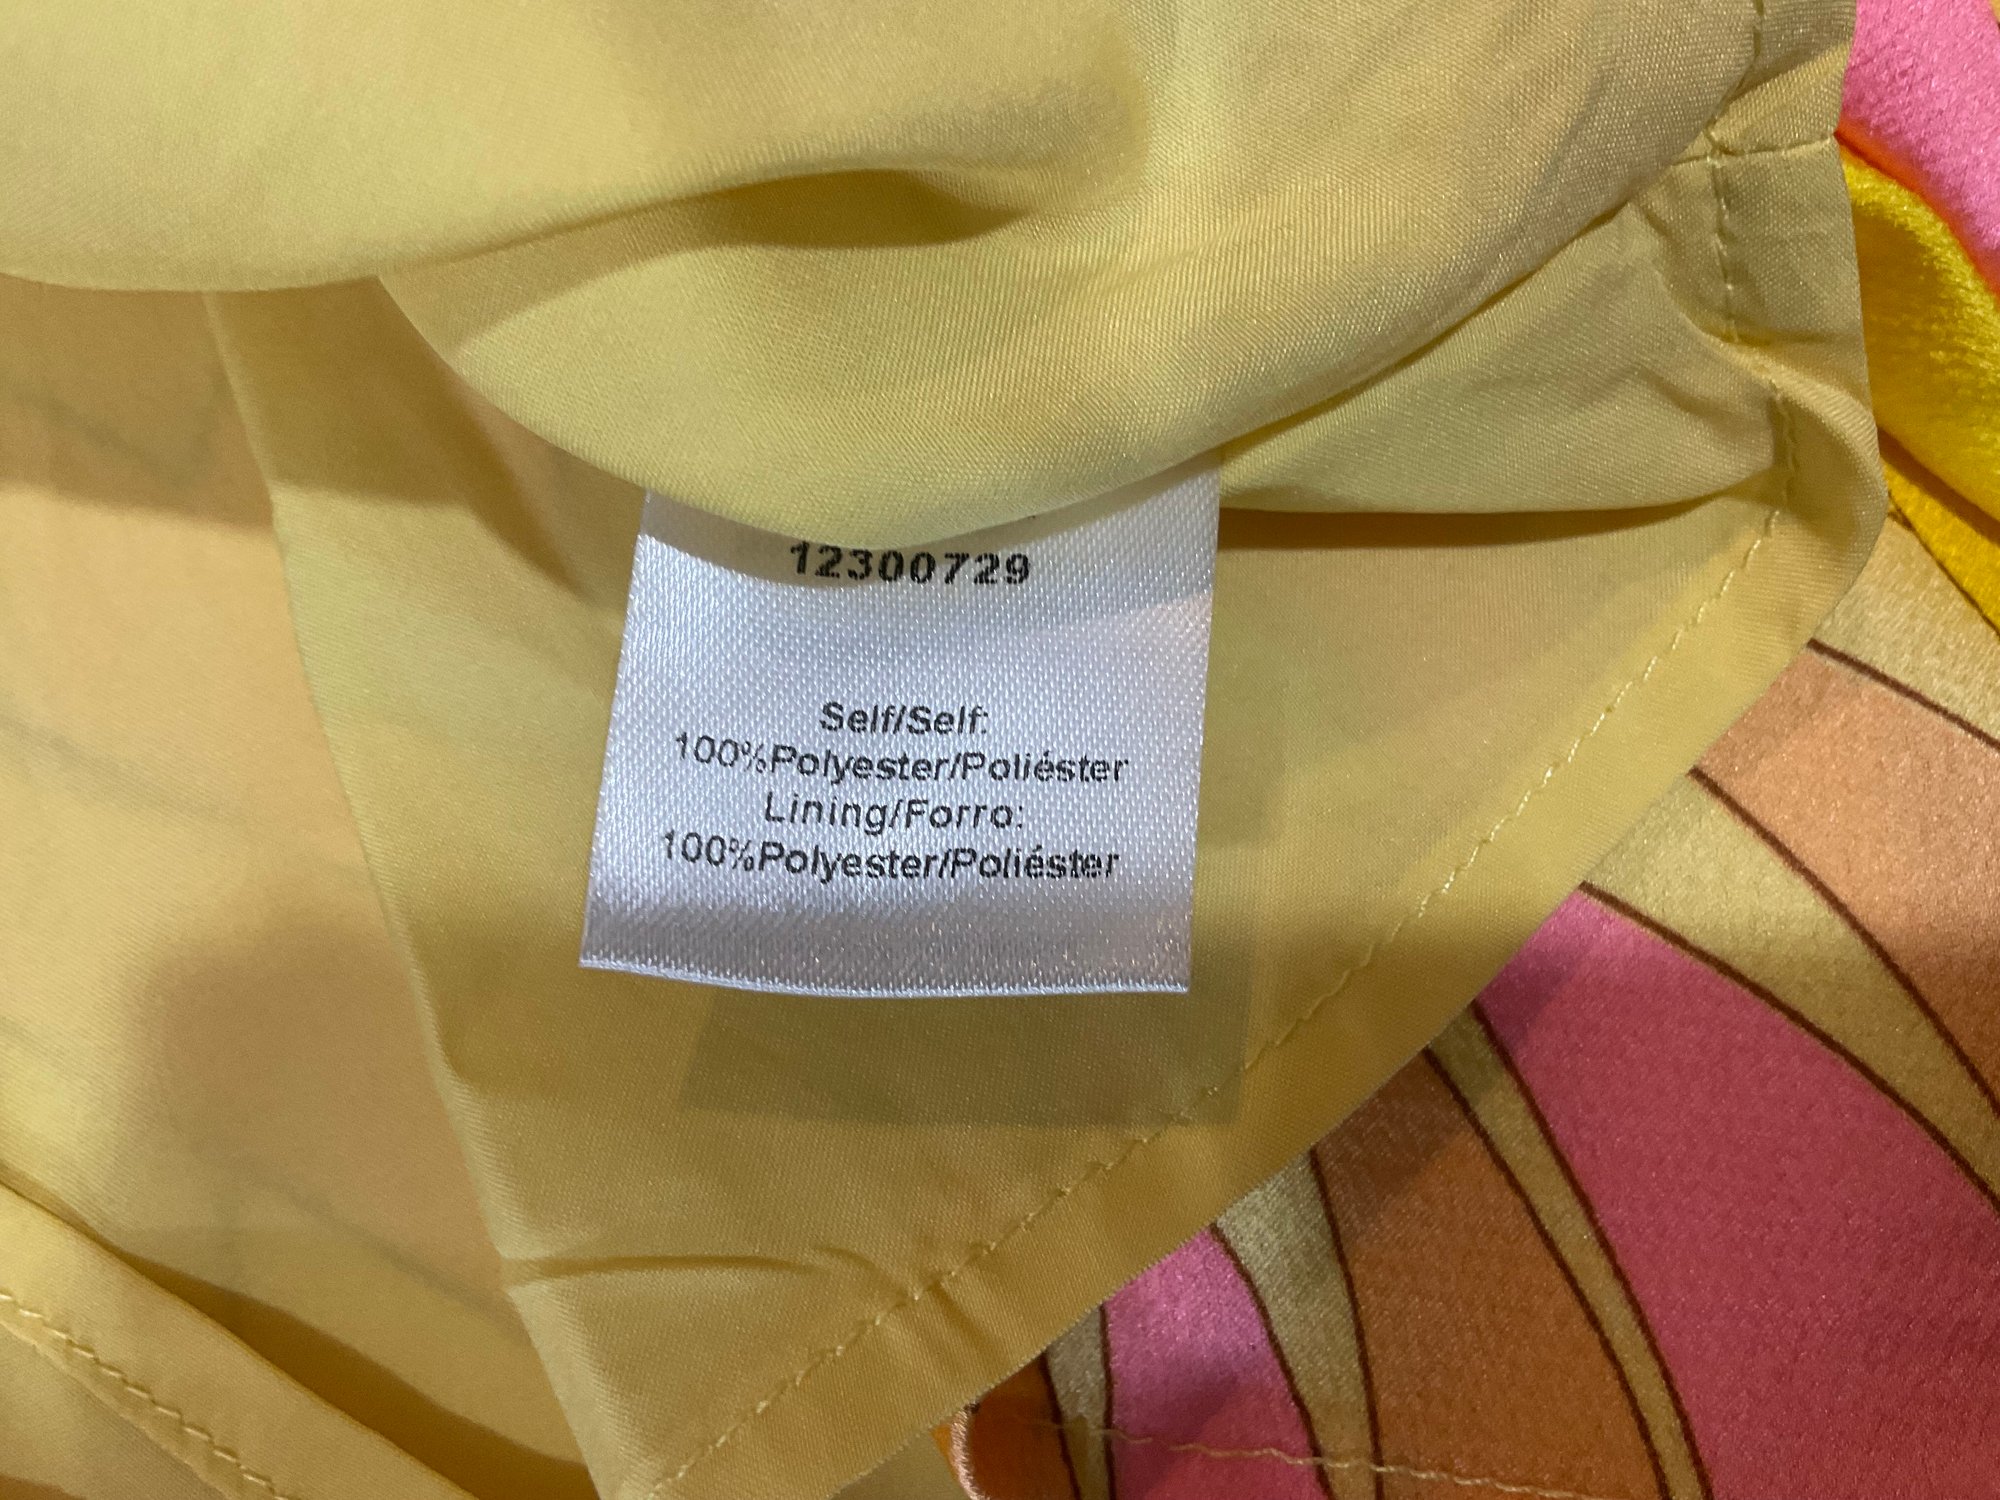 12300729
Self/Self:
100%Polyester/Poliéster
Lining/Forro:
100%Polyester/Poliéster